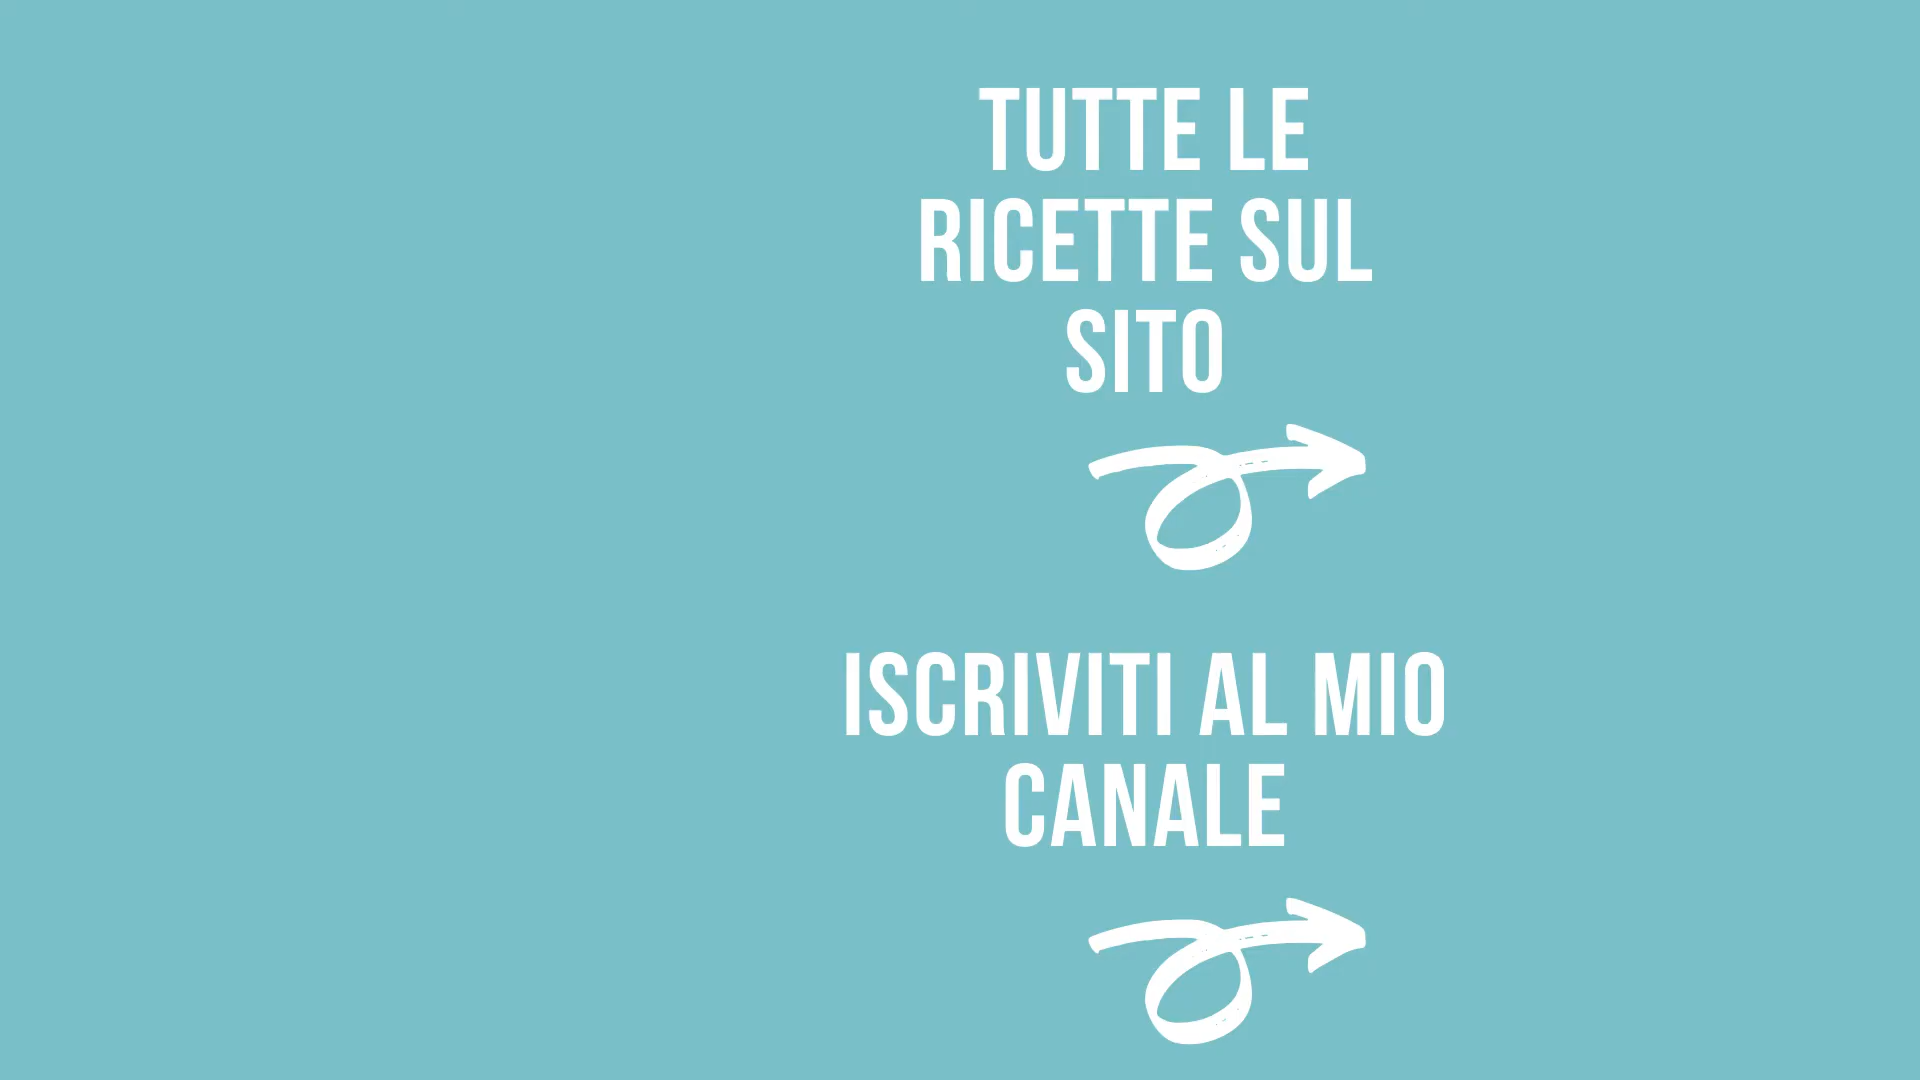 TUTTE LE
RICETTE SUL
SITO
ISCRIVITI AL MIO
CANALE